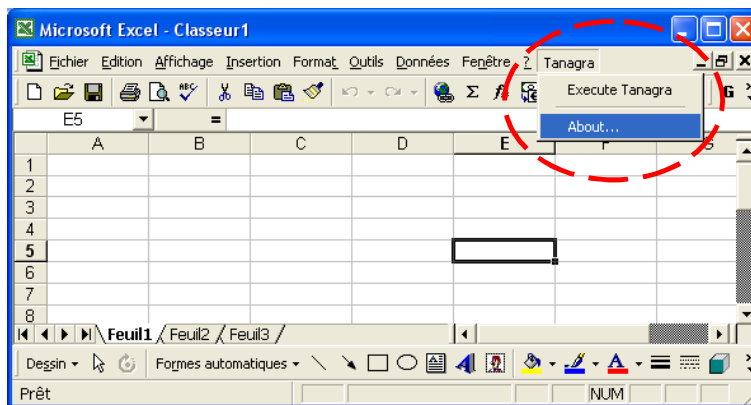 Microsoft Excel - Classeur1
Fichier Edition Affichage Insertion Format Outils Données Fenêtre ? Tanagra
Execute Tanagra
About...
E5 =
A B C D E F G
1
2
3
4
5
6
7
8
Feuil1 Feuil2 Feuil3
Dessin Formes automatiques
Prêt NUM